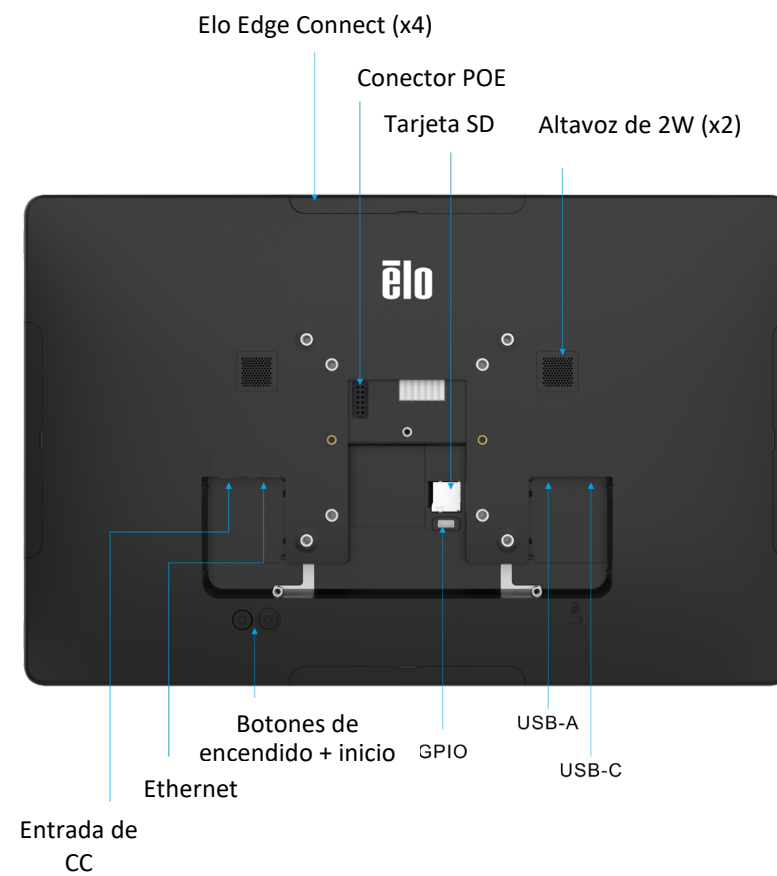 Elo Edge Connect (x4)
Conector POE
Tarjeta SD
Altavoz de 2W (x2)
ēlo
Botones de
encendido + inicio
GPIO
USB-A
USB-C
Ethernet
Entrada de
CC